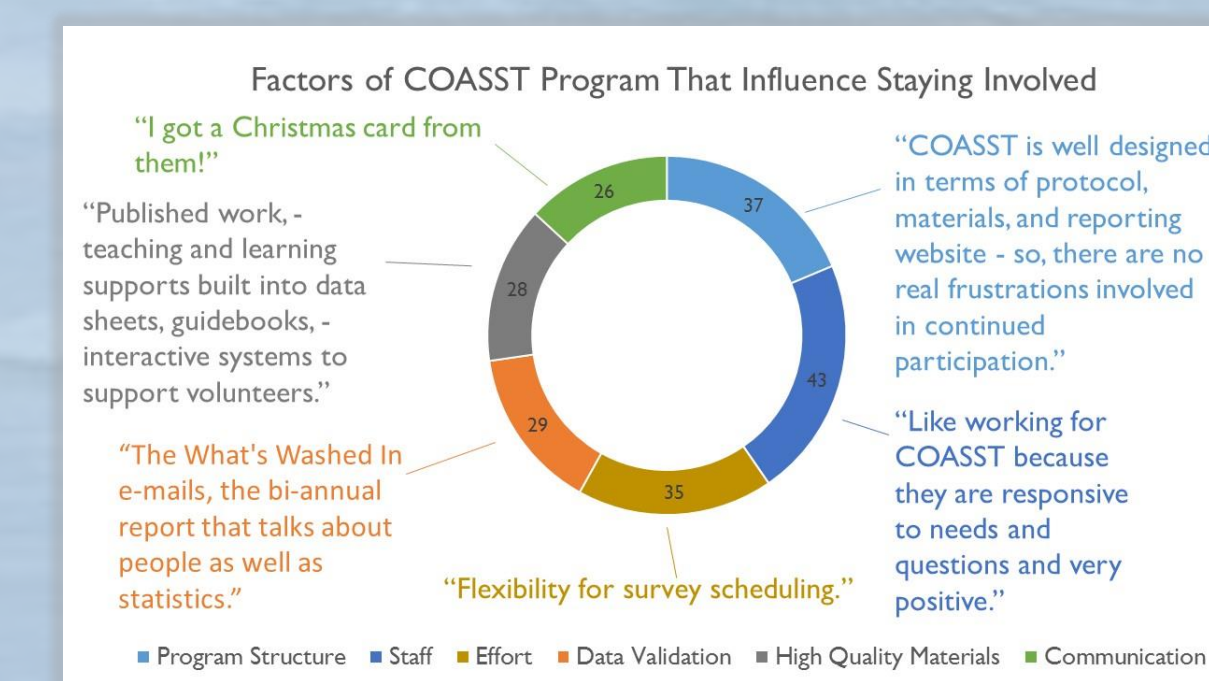 Factors of COASST Program That Influence Staying Involved
“I got a Christmas card from
them!”
“Published work, -
teaching and learning
supports built into data
sheets, guidebooks, -
interactive systems to
support volunteers.”
“The What's Washed In
e-mails, the bi-annual
report that talks about
people as well as
statistics.”
“Flexibility for survey scheduling.”
“COASST is well designed
in terms of protocol,
materials, and reporting
website - so, there are no
real frustrations involved
in continued
participation.”
“Like working for
COASST because
they are responsive
to needs and
questions and very
positive.”
26
37
28
43
29
35
Program Structure Staff Effort Data Validation High Quality Materials Communication